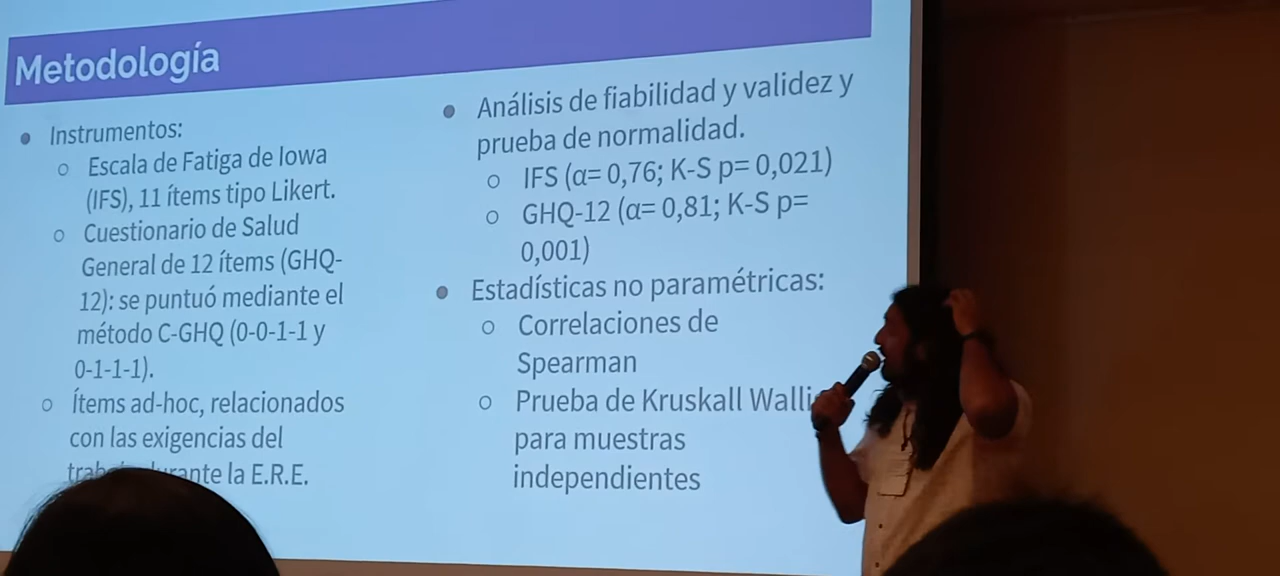 Metodología
Instrumentos:
Escala de Fatiga de Iowa
(IFS), 11 ítems tipo Likert.
Cuestionario de Salud
General de 12 ítems (GHQ-
12): se puntuó mediante el
método C-GHQ (0-0-1-1 y
0-1-1-1).
Ítems ad-hoc, relacionados
con las exigencias del
la E.R.E.
Análisis de fiabilidad y validez y
prueba de normalidad.
IFS (α= 0,76; K-S p= 0,021)
GHQ-12 (α= 0,81; K-S p=
0,001)
Estadísticas no paramétricas:
Correlaciones de
Spearman
Prueba de Kruskall Walli
para muestras
independientes